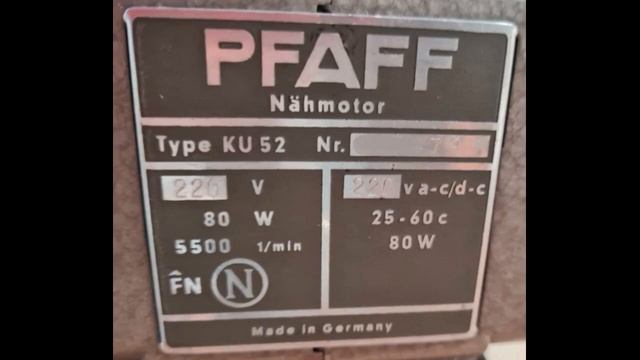 PFAFF
Nähmotor
Type KU 52 Nr.
220 V
80 W
5500 1/min
FN N
220 v a-c/d-c
25-60 c
80 W
Made in Germany